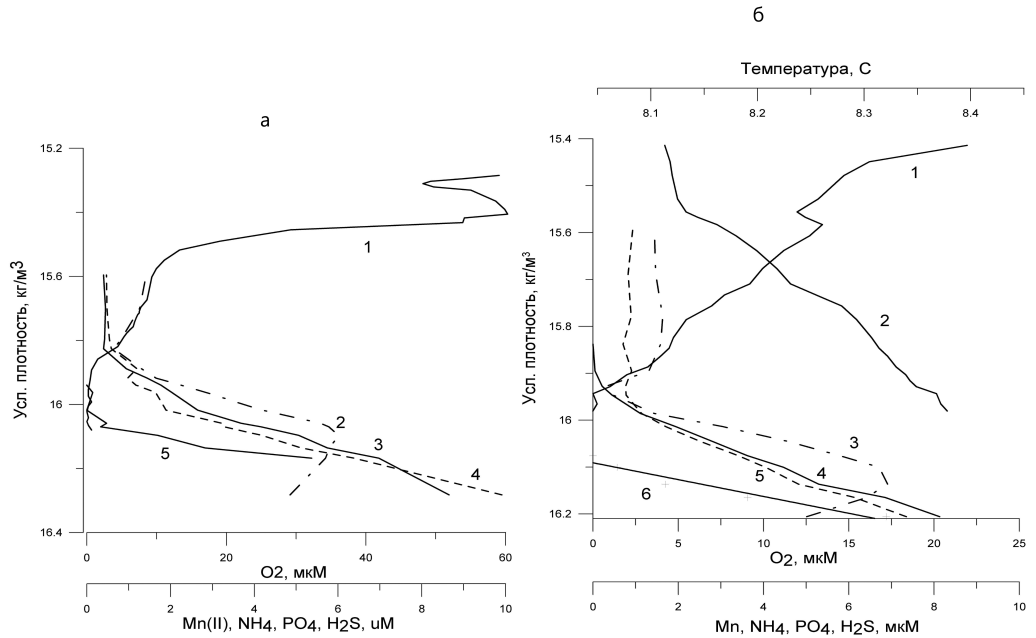 а
15.2
15.6
16
16.4
Усл. плотность, кг/м3
1
2
3
4
5
0 20 40 60
O2, мкМ
0 2 4 6 8 10
Mn(II), NH4, PO4, H2S, uM
б
Температура, С
8.1 8.2 8.3 8.4
15.4
15.6
15.8
16
16.2
Усл. плотность, кг/м³
1
2
3
4
5
6
0 5 10 15 20 25
O2, мкМ
0 2 4 6 8 10
Mn, NH4, PO4, H2S, мкМ